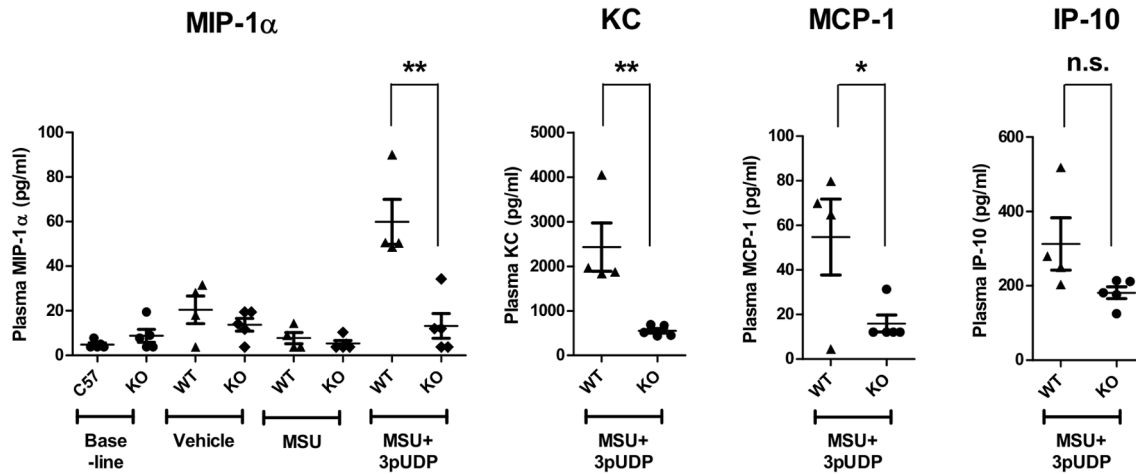 MIP-1α
**
Plasma MIP-1α (pg/ml)
100
80
60
40
20
0
C57
KO
WT
KO
WT
KO
WT
KO
Base
-line
Vehicle
MSU
MSU+
3pUDP
KC
**
Plasma KC (pg/ml)
5000
4000
3000
2000
1000
0
WT
KO
MSU+
3pUDP
MCP-1
*
Plasma MCP-1 (pg/ml)
100
80
60
40
20
0
WT
KO
MSU+
3pUDP
IP-10
n.s.
Plasma IP-10 (pg/ml)
600
400
200
0
WT
KO
MSU+
3pUDP